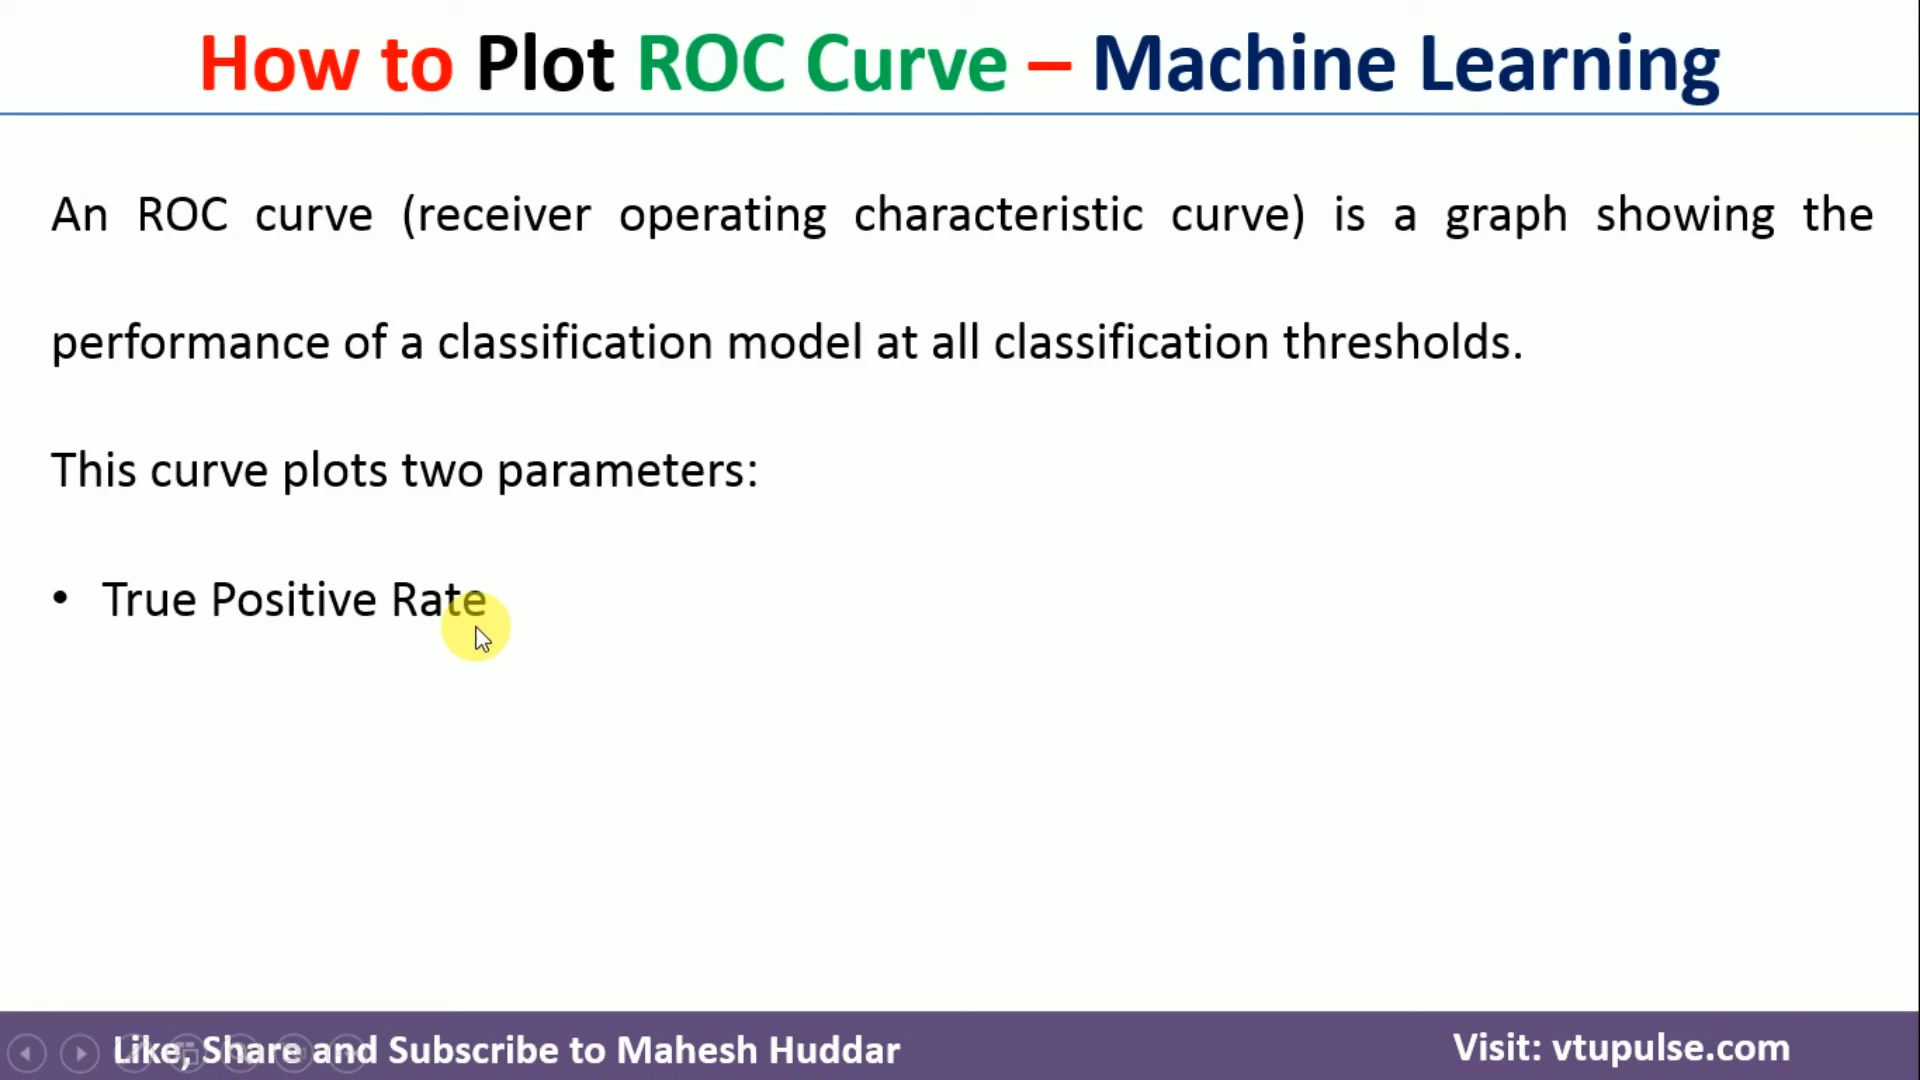 How to Plot ROC Curve – Machine Learning
An ROC curve (receiver operating characteristic curve) is a graph showing the
performance of a classification model at all classification thresholds.
This curve plots two parameters:
• True Positive Rate
Like, Share and Subscribe to Mahesh Huddar
Visit: vtupulse.com